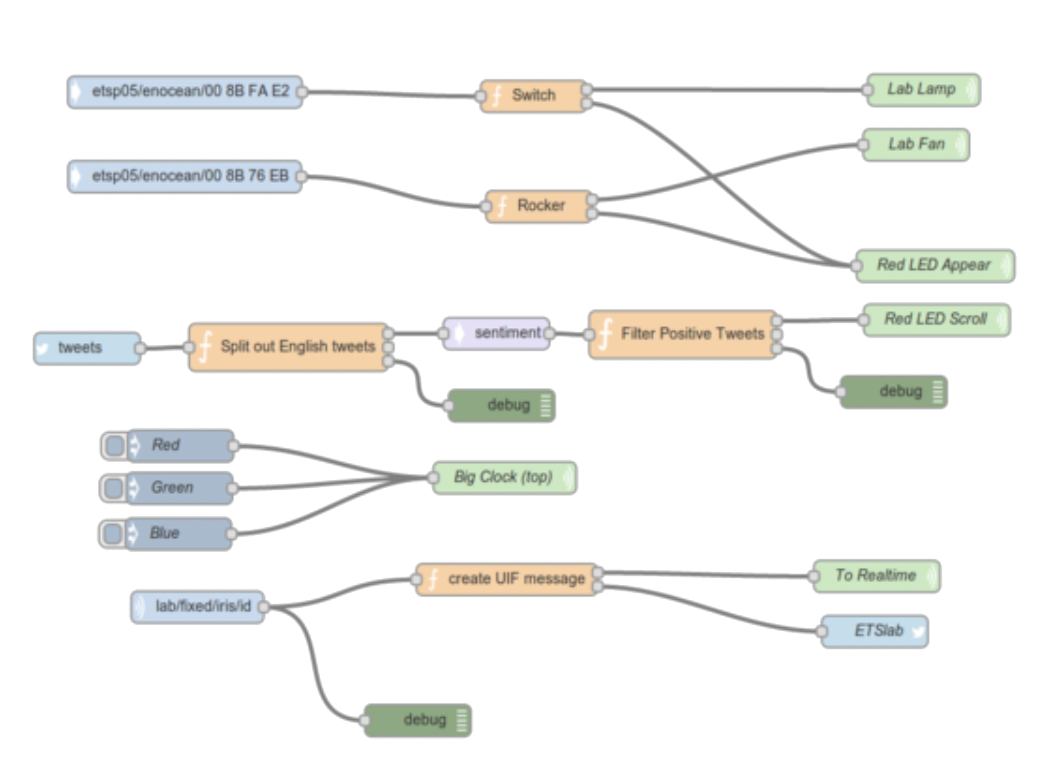 etsp05/enocean/00 8B FA E2
Switch
Lab Lamp
Lab Fan
etsp05/enocean/00 8B 76 EB
Rocker
Red LED Appear
tweets
Split out English tweets
sentiment
Filter Positive Tweets
Red LED Scroll
debug
debug
Red
Green
Blue
Big Clock (top)
lab/fixed/iris/id
create UIF message
To Realtime
ETSlab
debug